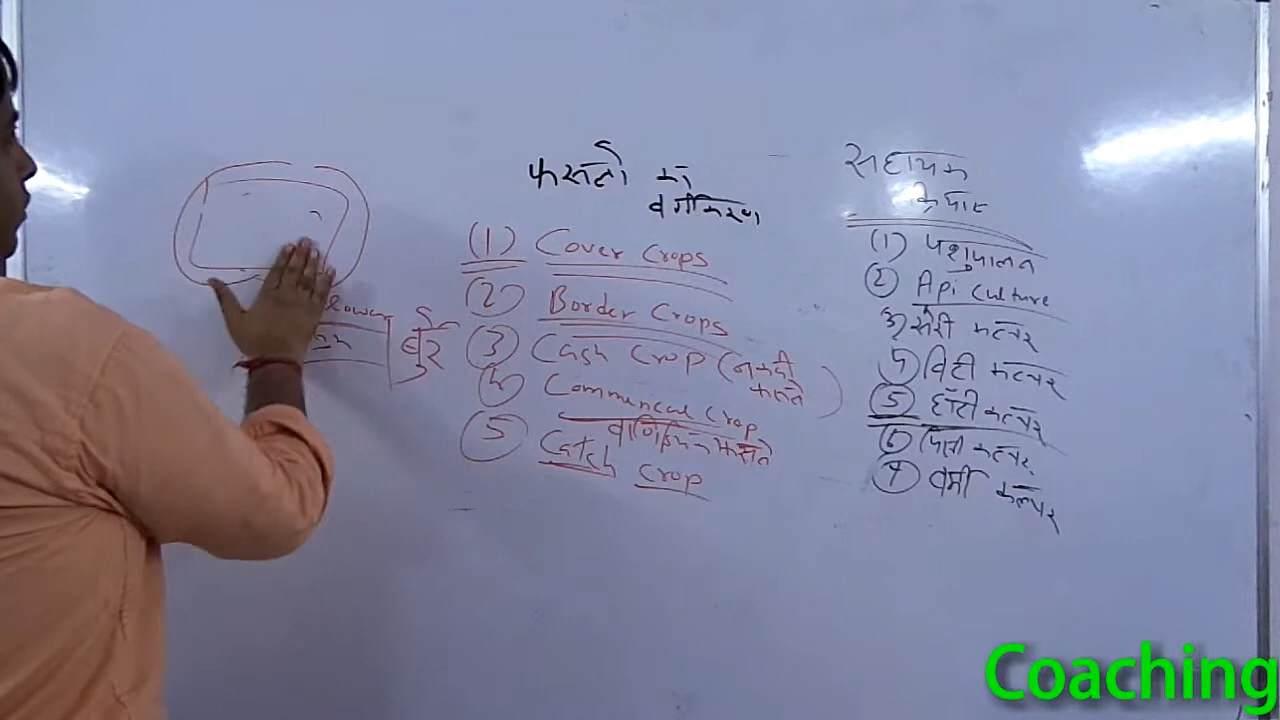 फसलों का
वर्गीकरण
(1) Cover Crops
(2) Border Crops
(3) Cash Crop (नकदी
फसलें)
(4) Commerical Crop
वाणिज्यिक फसलें
(5) Catch Crop
lower
सहायक
(1) पशुपालन
(2) Api Culture
3) सेरी कल्चर
4) विटी कल्चर
(5) हॉर्टी कल्चर
(6) पिसी कल्चर
(7) वर्मी कल्चर
Coaching